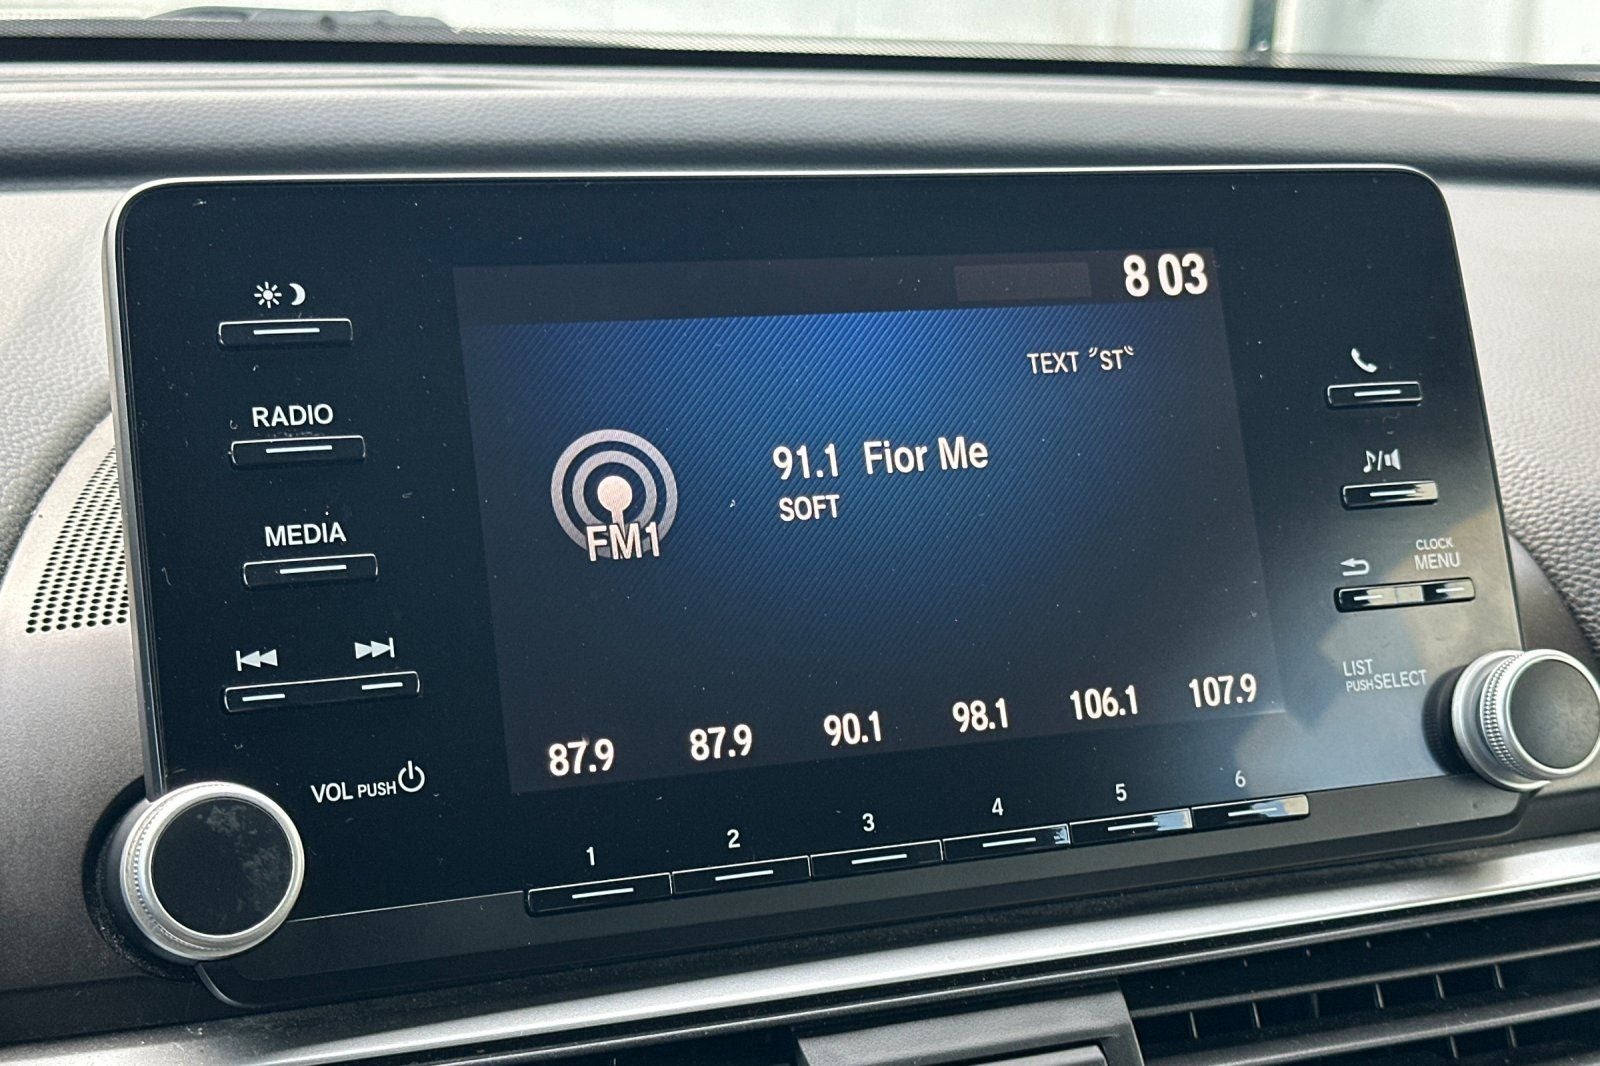 8 03
TEXT "ST"
RADIO
91.1 Fior Me
SOFT
FM1
MEDIA
CLOCK
MENU
LIST
PUSH SELECT
87.9 87.9 90.1 98.1 106.1 107.9
VOL PUSH
1 2 3 4 5 6